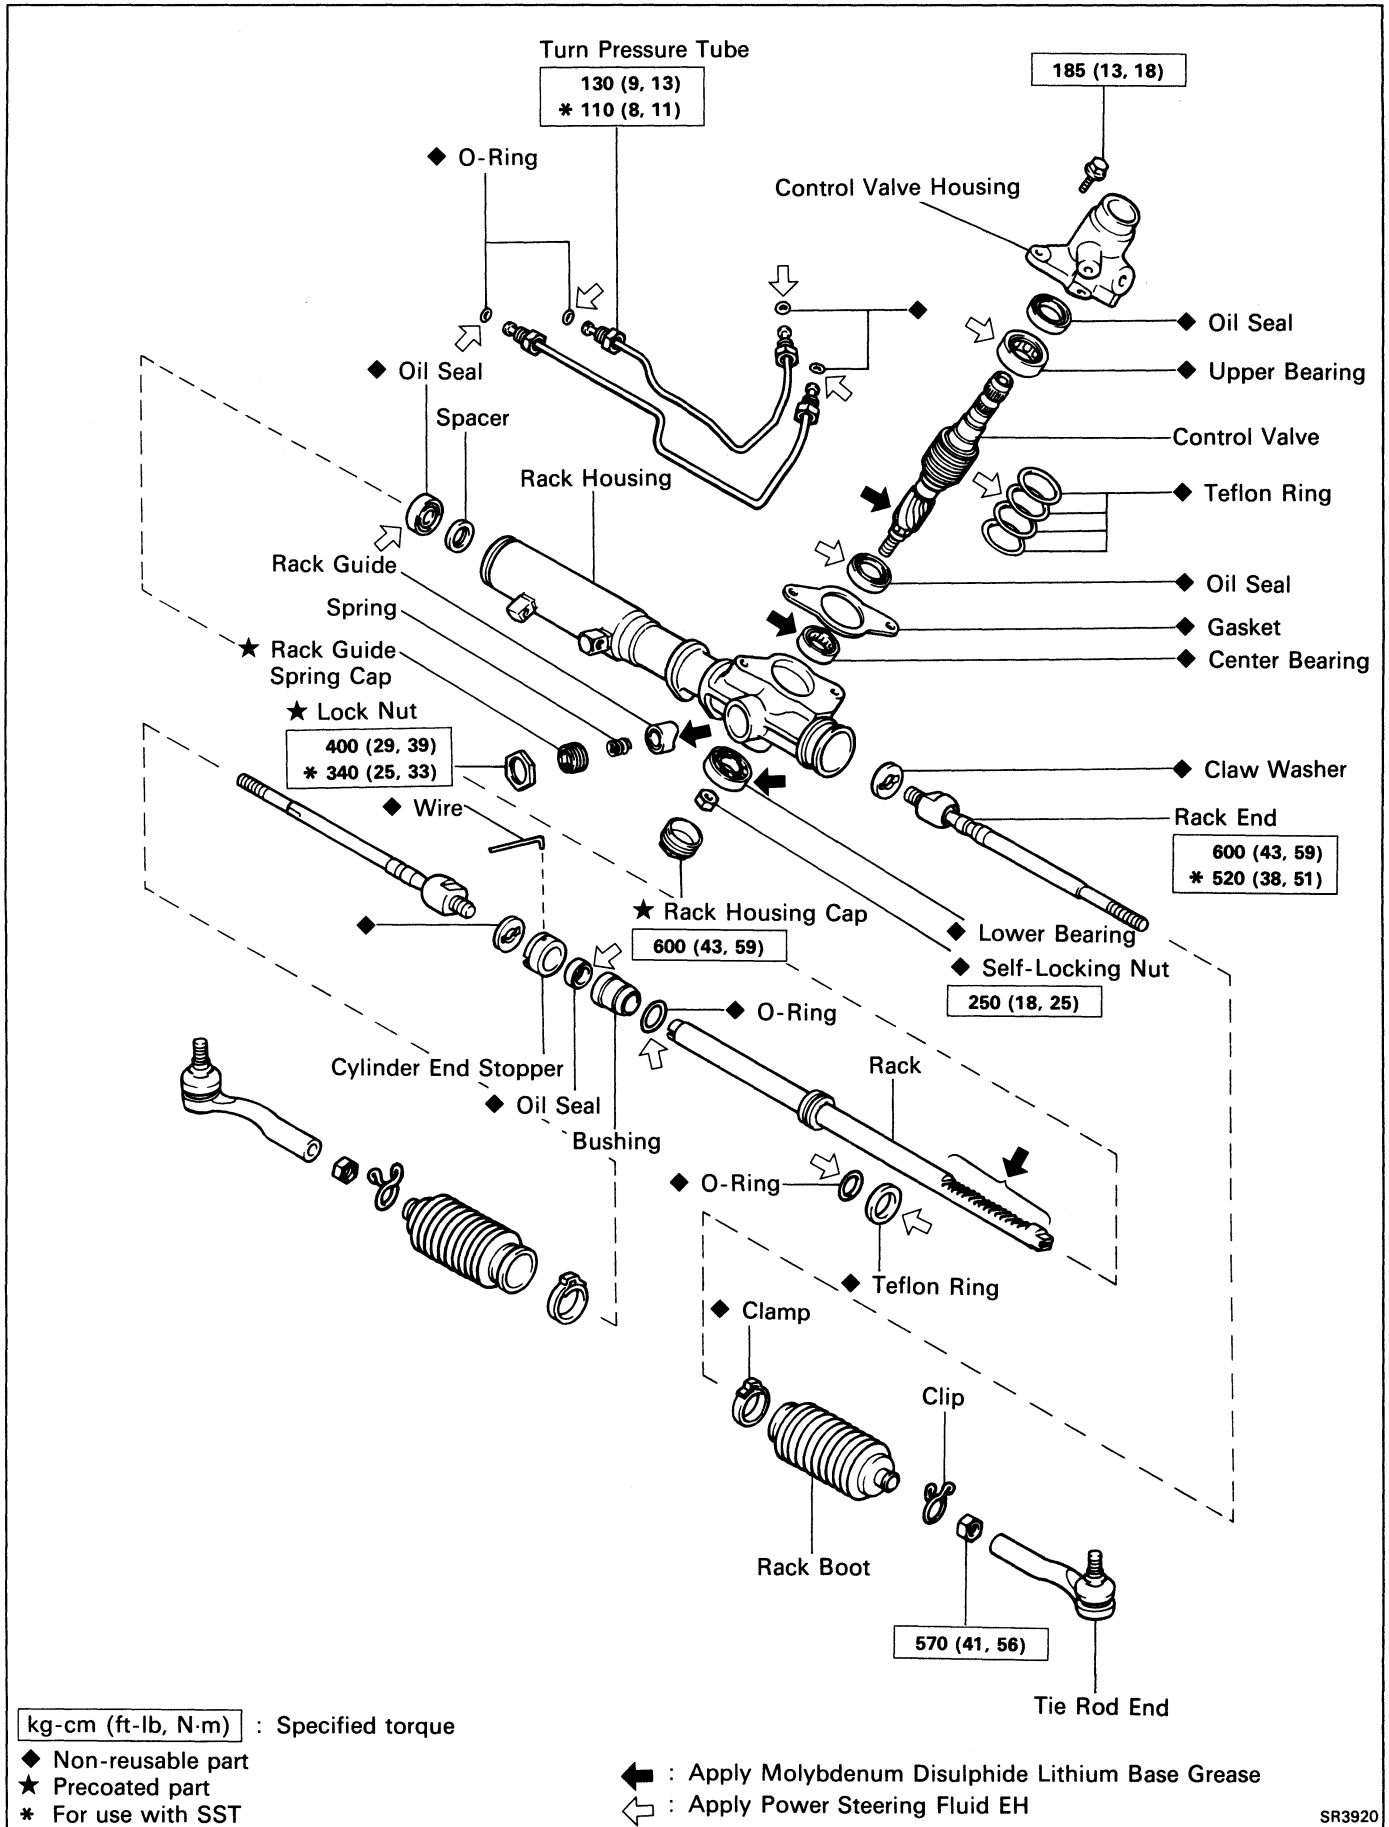 Turn Pressure Tube
130 (9, 13)
* 110 (8, 11)
185 (13, 18)
◆ O-Ring
Control Valve Housing
◆
◆ Oil Seal
◆ Oil Seal
◆ Upper Bearing
Spacer
Control Valve
Rack Housing
◆ Teflon Ring
Rack Guide
◆ Oil Seal
Spring
◆ Gasket
★ Rack Guide
Spring Cap
◆ Center Bearing
★ Lock Nut
400 (29, 39)
* 340 (25, 33)
◆ Claw Washer
◆ Wire
Rack End
600 (43, 59)
* 520 (38, 51)
★ Rack Housing Cap
600 (43, 59)
◆
◆ Lower Bearing
◆ Self-Locking Nut
250 (18, 25)
◆ O-Ring
Cylinder End Stopper
Rack
◆ Oil Seal
Bushing
◆ O-Ring
◆ Teflon Ring
◆ Clamp
Clip
Rack Boot
570 (41, 56)
Tie Rod End
kg-cm (ft-lb, N·m) : Specified torque
◆ Non-reusable part
★ Precoated part
* For use with SST
: Apply Molybdenum Disulphide Lithium Base Grease
: Apply Power Steering Fluid EH
SR3920